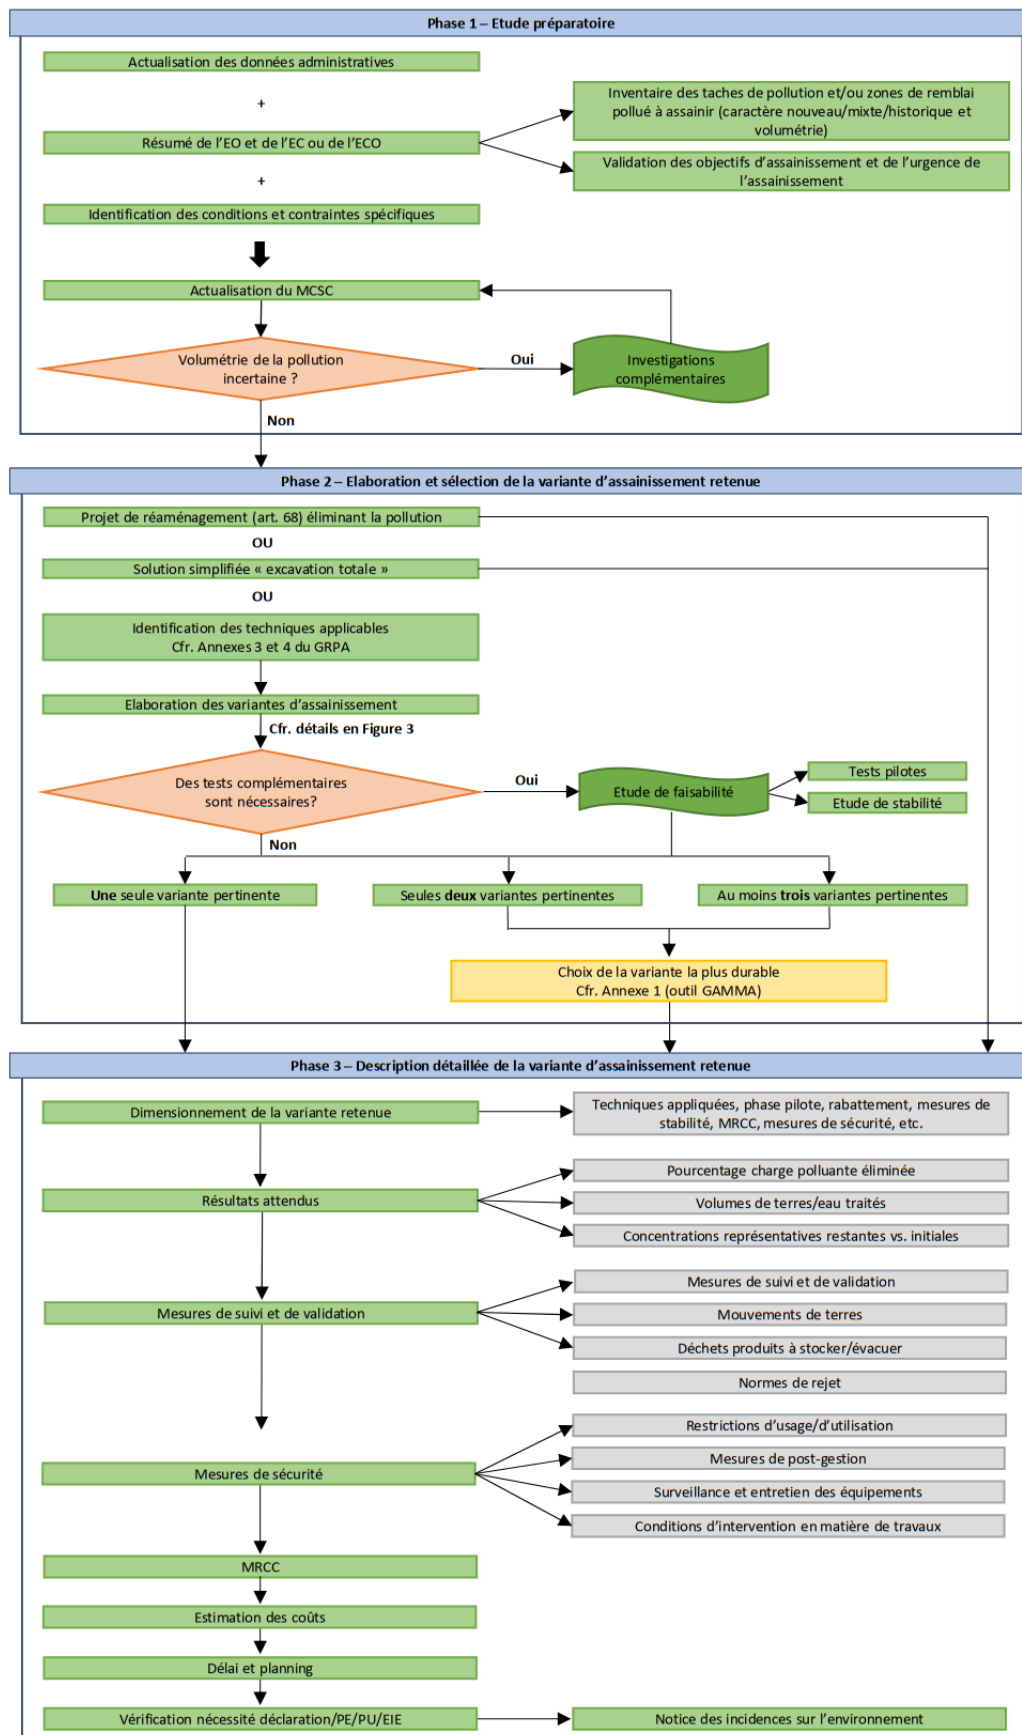 Phase 1 – Etude préparatoire
Actualisation des données administratives
+
Résumé de l'EO et de l'EC ou de l'ECO
Inventaire des taches de pollution et/ou zones de remblai
pollué à assainir (caractère nouveau/mixte/historique et
volumétrie)
Validation des objectifs d'assainissement et de l'urgence de
l'assainissement
+
Identification des conditions et contraintes spécifiques
Actualisation du MCSC
Volumétrie de la pollution
incertaine ?
Oui
Investigations
complémentaires
Non
Phase 2 – Elaboration et sélection de la variante d'assainissement retenue
Projet de réaménagement (art. 68) éliminant la pollution
OU
Solution simplifiée « excavation totale »
OU
Identification des techniques applicables
Cfr. Annexes 3 et 4 du GRPA
Elaboration des variantes d'assainissement
Cfr. détails en Figure 3
Des tests complémentaires
sont nécessaires?
Oui
Etude de faisabilité
Tests pilotes
Etude de stabilité
Non
Une seule variante pertinente
Seules deux variantes pertinentes
Au moins trois variantes pertinentes
Choix de la variante la plus durable
Cfr. Annexe 1 (outil GAMMA)
Phase 3 – Description détaillée de la variante d'assainissement retenue
Dimensionnement de la variante retenue
Techniques appliquées, phase pilote, rabattement, mesures de
stabilité, MRCC, mesures de sécurité, etc.
Résultats attendus
Pourcentage charge polluante éliminée
Volumes de terres/eau traités
Concentrations représentatives restantes vs. initiales
Mesures de suivi et de validation
Mesures de suivi et de validation
Mouvements de terres
Déchets produits à stocker/évacuer
Normes de rejet
Mesures de sécurité
Restrictions d'usage/d'utilisation
Mesures de post-gestion
Surveillance et entretien des équipements
Conditions d'intervention en matière de travaux
MRCC
Estimation des coûts
Délai et planning
Vérification nécessité déclaration/PE/PU/EIE
Notice des incidences sur l'environnement